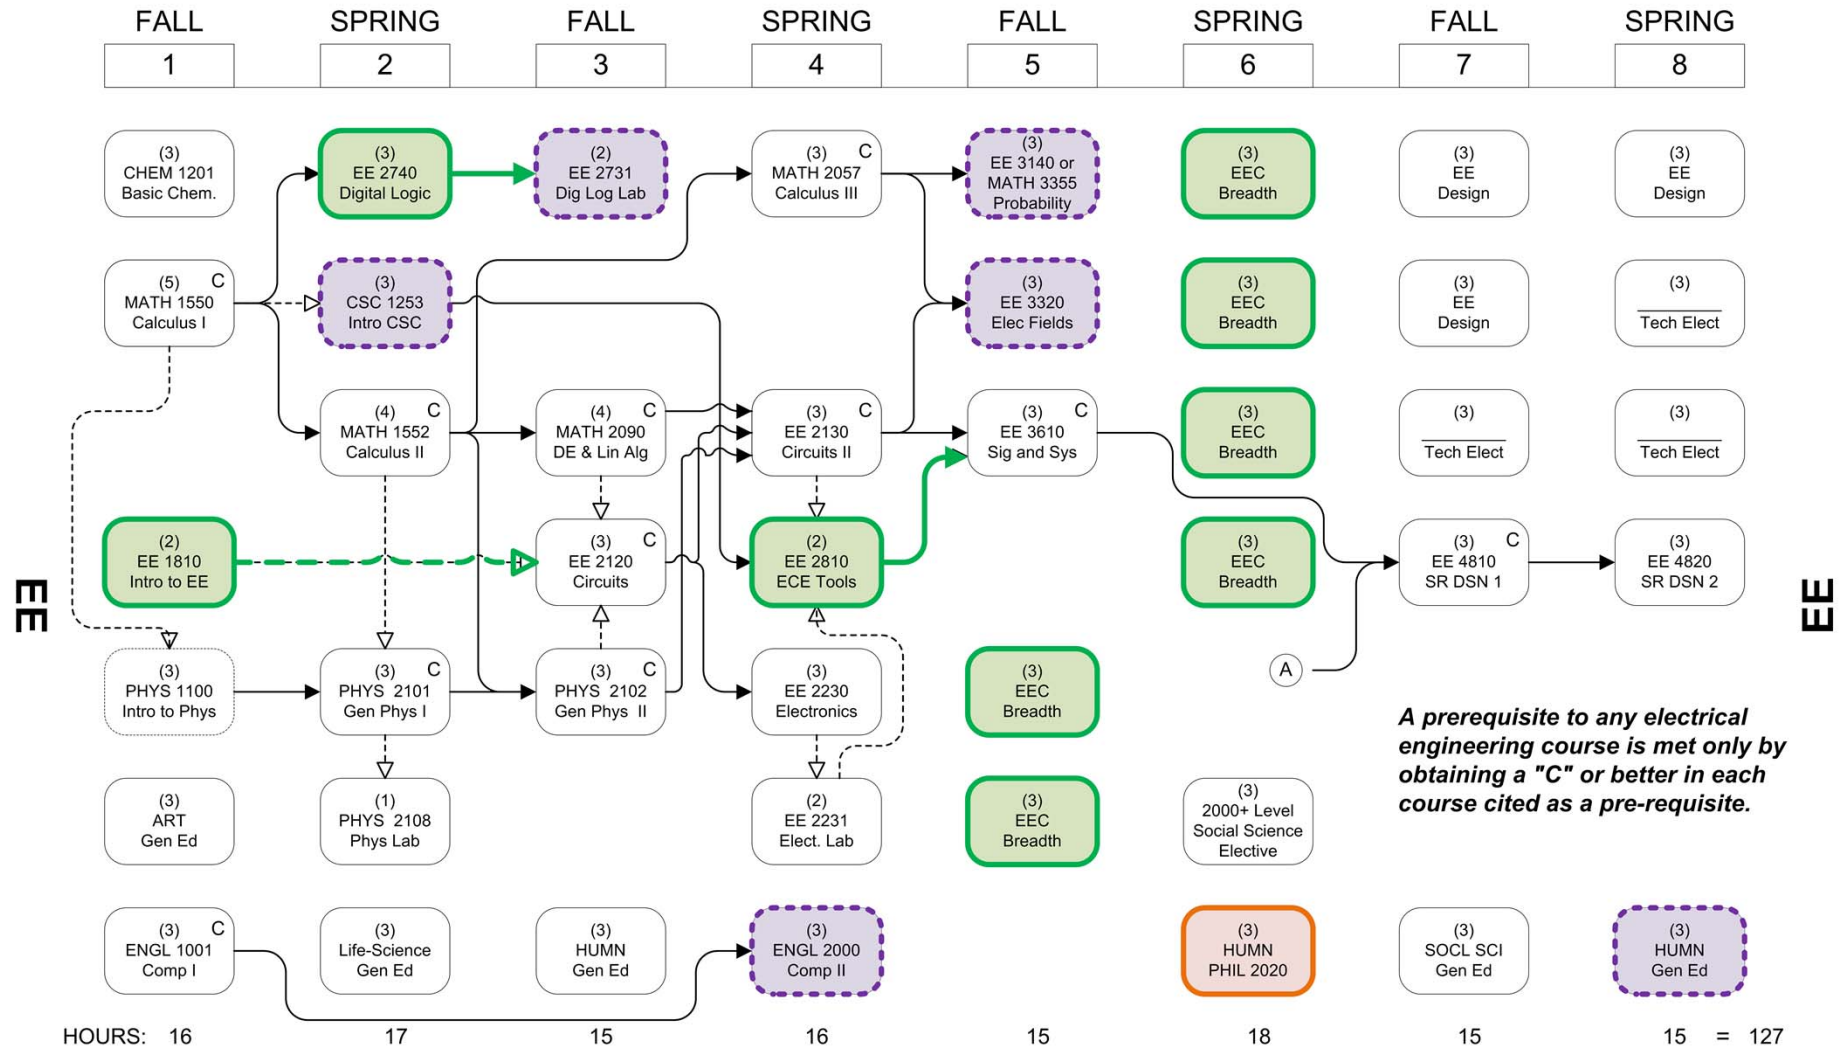 FALL SPRING FALL SPRING FALL SPRING FALL SPRING
1 2 3 4 5 6 7 8
(3)
CHEM 1201
Basic Chem.
(3)
EE 2740
Digital Logic
(2)
EE 2731
Dig Log Lab
(3) C
MATH 2057
Calculus III
(3)
EE 3140 or
MATH 3355
Probability
(3)
EEC
Breadth
(3)
EE
Design
(3)
EE
Design
(5) C
MATH 1550
Calculus I
(3)
CSC 1253
Intro CSC
(3)
EE 3320
Elec Fields
(3)
EEC
Breadth
(3)
EE
Design
(3)
Tech Elect
(4) C
MATH 1552
Calculus II
(4) C
MATH 2090
DE & Lin Alg
(3) C
EE 2130
Circuits II
(3) C
EE 3610
Sig and Sys
(3)
EEC
Breadth
(3)
Tech Elect
(3)
Tech Elect
EE
(2)
EE 1810
Intro to EE
(3) C
EE 2120
Circuits
(2)
EE 2810
ECE Tools
(3)
EEC
Breadth
(3) C
EE 4810
SR DSN 1
(3)
EE 4820
SR DSN 2
EE
(3)
PHYS 1100
Intro to Phys
(3) C
PHYS 2101
Gen Phys I
(3) C
PHYS 2102
Gen Phys II
(3)
EE 2230
Electronics
(3)
EEC
Breadth
A
A prerequisite to any electrical
engineering course is met only by
obtaining a "C" or better in each
course cited as a pre-requisite.
(3)
ART
Gen Ed
(1)
PHYS 2108
Phys Lab
(2)
EE 2231
Elect. Lab
(3)
EEC
Breadth
(3)
2000+ Level
Social Science
Elective
(3) C
ENGL 1001
Comp I
(3)
Life-Science
Gen Ed
(3)
HUMN
Gen Ed
(3)
ENGL 2000
Comp II
(3)
HUMN
PHIL 2020
(3)
SOCL SCI
Gen Ed
(3)
HUMN
Gen Ed
HOURS: 16 17 15 16 15 18 15 15 = 127